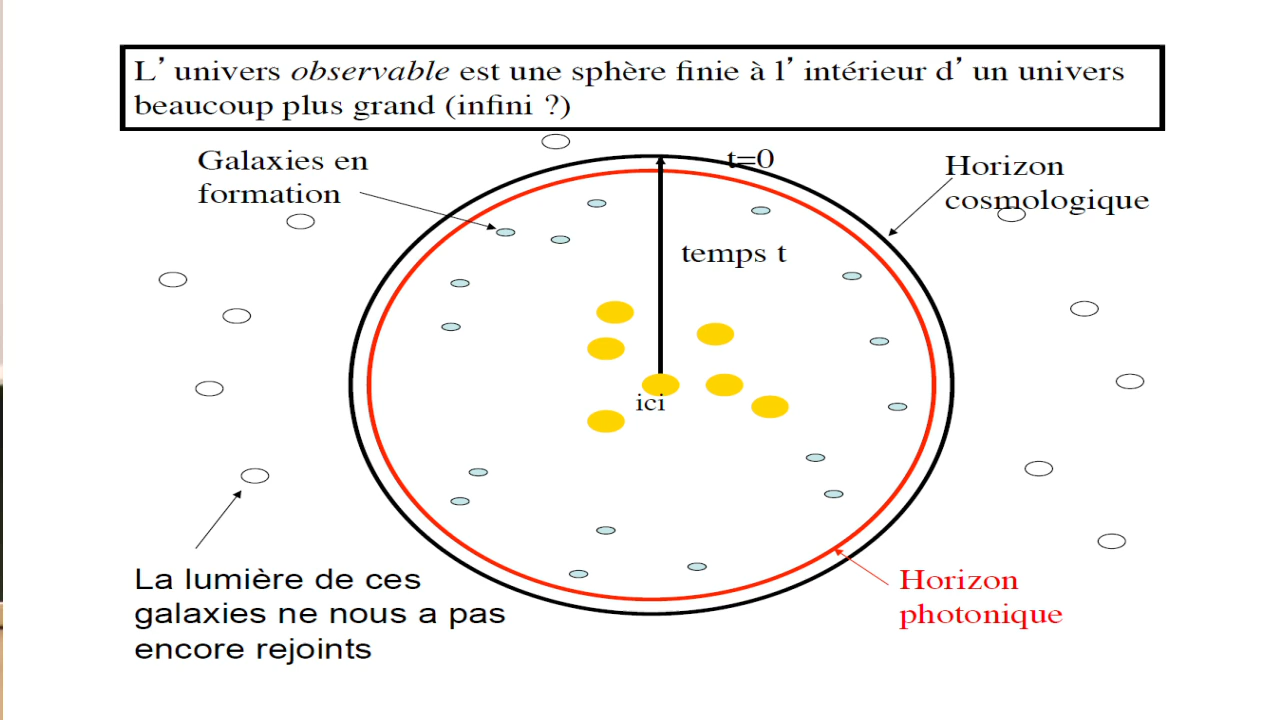 L’ univers observable est une sphère finie à l’ intérieur d’ un univers
beaucoup plus grand (infini ?)
Galaxies en
formation
t=0
Horizon
cosmologique
temps t
ici
La lumière de ces
galaxies ne nous a pas
encore rejoints
Horizon
photonique